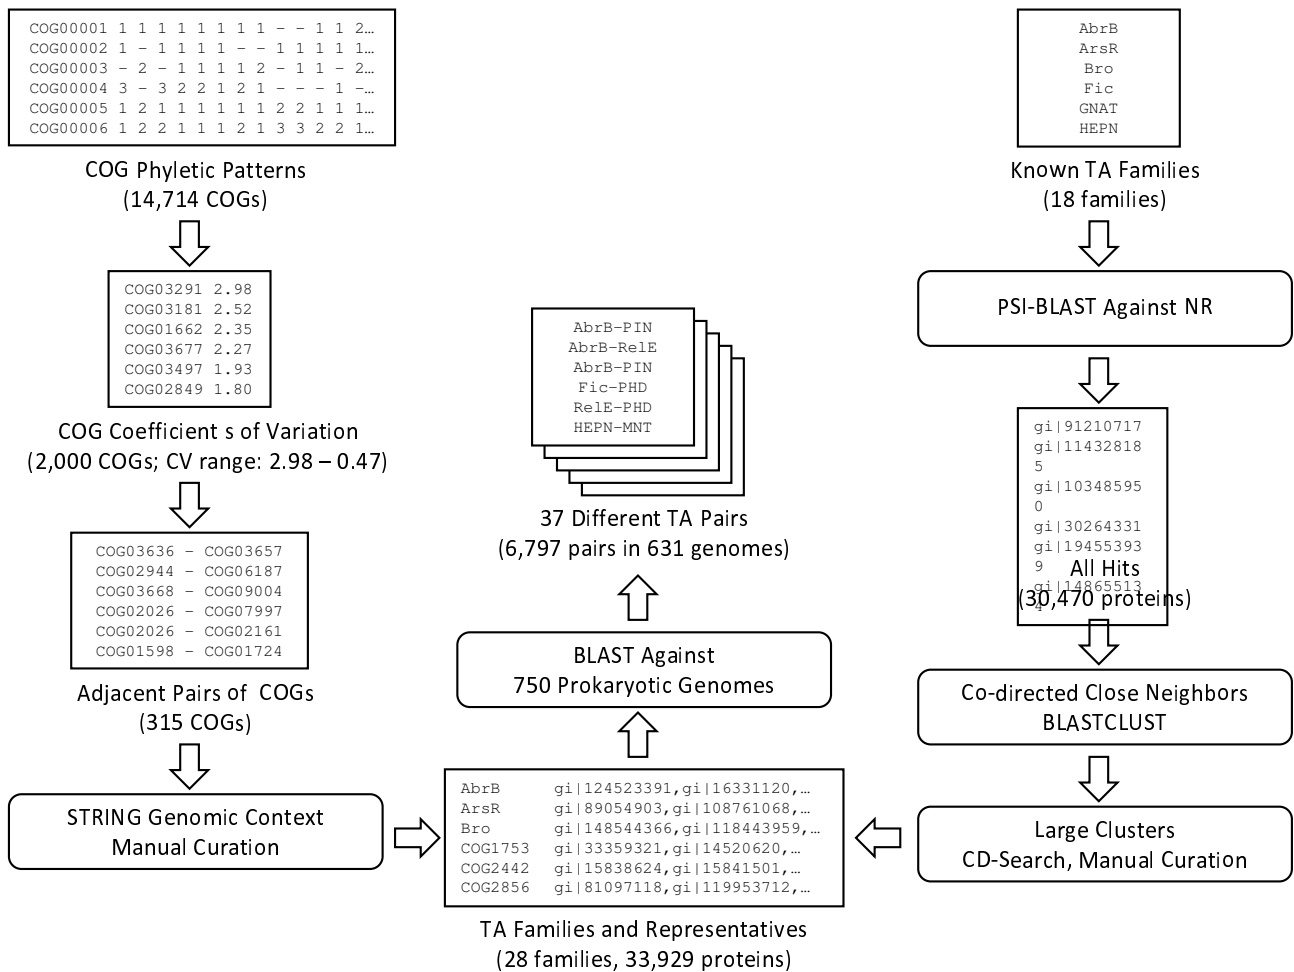 COG00001 1 1 1 1 1 1 1 1 - - 1 1 2…
COG00002 1 - 1 1 1 1 - - 1 1 1 1 1…
COG00003 - 2 - 1 1 1 1 2 - 1 1 - 2…
COG00004 3 - 3 2 2 1 2 1 - - - 1 -…
COG00005 1 2 1 1 1 1 1 1 2 2 1 1 1…
COG00006 1 2 2 1 1 1 2 1 3 3 2 2 1…
COG Phyletic Patterns
(14,714 COGs)
COG03291 2.98
COG03181 2.52
COG01662 2.35
COG03677 2.27
COG03497 1.93
COG02849 1.80
COG Coefficient s of Variation
(2,000 COGs; CV range: 2.98 – 0.47)
COG03636 - COG03657
COG02944 - COG06187
COG03668 - COG09004
COG02026 - COG07997
COG02026 - COG02161
COG01598 - COG01724
Adjacent Pairs of COGs
(315 COGs)
STRING Genomic Context
Manual Curation
AbrB-PIN
AbrB-RelE
AbrB-PIN
Fic-PHD
RelE-PHD
HEPN-MNT
37 Different TA Pairs
(6,797 pairs in 631 genomes)
BLAST Against
750 Prokaryotic Genomes
AbrB gi|124523391,gi|16331120,…
ArsR gi|89054903,gi|108761068,…
Bro gi|148544366,gi|118443959,…
COG1753 gi|33359321,gi|14520620,…
COG2442 gi|15838624,gi|15841501,…
COG2856 gi|81097118,gi|119953712,…
TA Families and Representatives
(28 families, 33,929 proteins)
AbrB
ArsR
Bro
Fic
GNAT
HEPN
Known TA Families
(18 families)
PSI-BLAST Against NR
gi|91210717
gi|11432818
5
gi|10348595
0
gi|30264331
gi|19455393
9
gi|14865513
4
All Hits
(30,470 proteins)
Co-directed Close Neighbors
BLASTCLUST
Large Clusters
CD-Search, Manual Curation